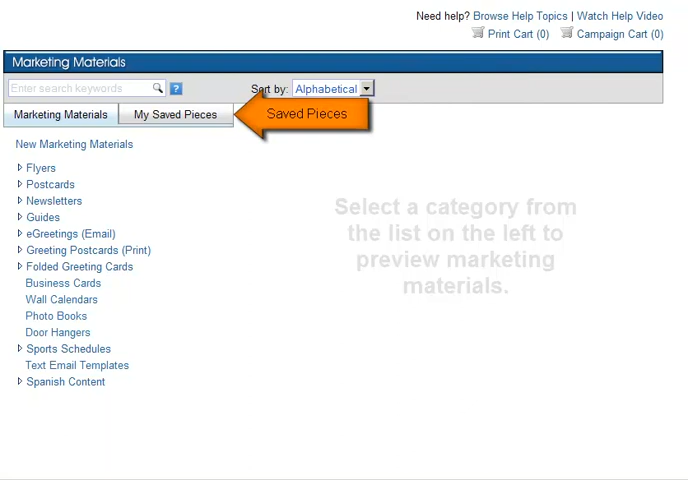 Need help? Browse Help Topics | Watch Help Video
Print Cart (0) Campaign Cart (0)
Marketing Materials
Enter search keywords ? Sort by: Alphabetical
Marketing Materials My Saved Pieces Saved Pieces
New Marketing Materials
Flyers
Postcards
Newsletters
Guides
eGreetings (Email)
Greeting Postcards (Print)
Folded Greeting Cards
Business Cards
Wall Calendars
Photo Books
Door Hangers
Sports Schedules
Text Email Templates
Spanish Content
Select a category from
the list on the left to
preview marketing
materials.